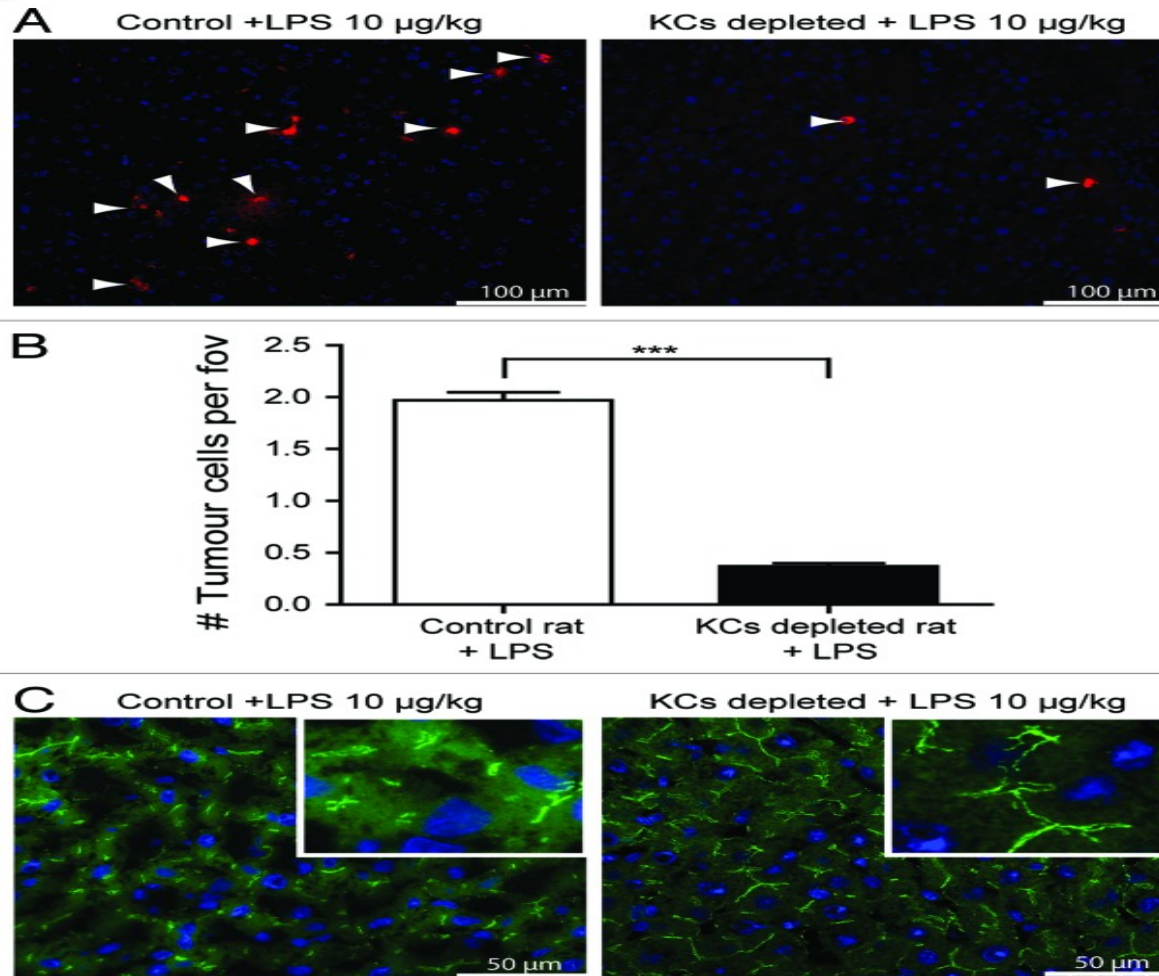 A
Control +LPS 10 µg/kg
KCs depleted + LPS 10 µg/kg
100 µm
100 µm
B
# Tumour cells per fov
2.5
2.0
1.5
1.0
0.5
0.0
***
Control rat
+ LPS
KCs depleted rat
+ LPS
C
Control +LPS 10 µg/kg
KCs depleted + LPS 10 µg/kg
50 µm
50 µm